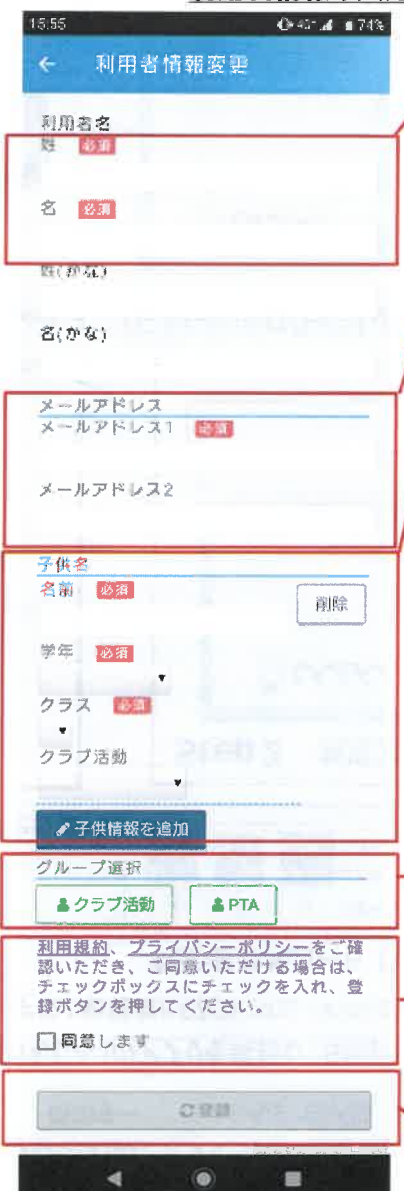 15:55
74%
利用者情報変更
利用者名
姓 必須
名 必須
姓(かな)
名(かな)
メールアドレス
メールアドレス1 必須
メールアドレス2
子供名
名前 必須
削除
学年 必須
クラス 必須
クラブ活動
子供情報を追加
グループ選択
クラブ活動 PTA
利用規約、プライバシーポリシーをご確
認いただき、ご同意いただける場合は、
チェックボックスにチェックを入れ、登
録ボタンを押してください。
同意します
登録